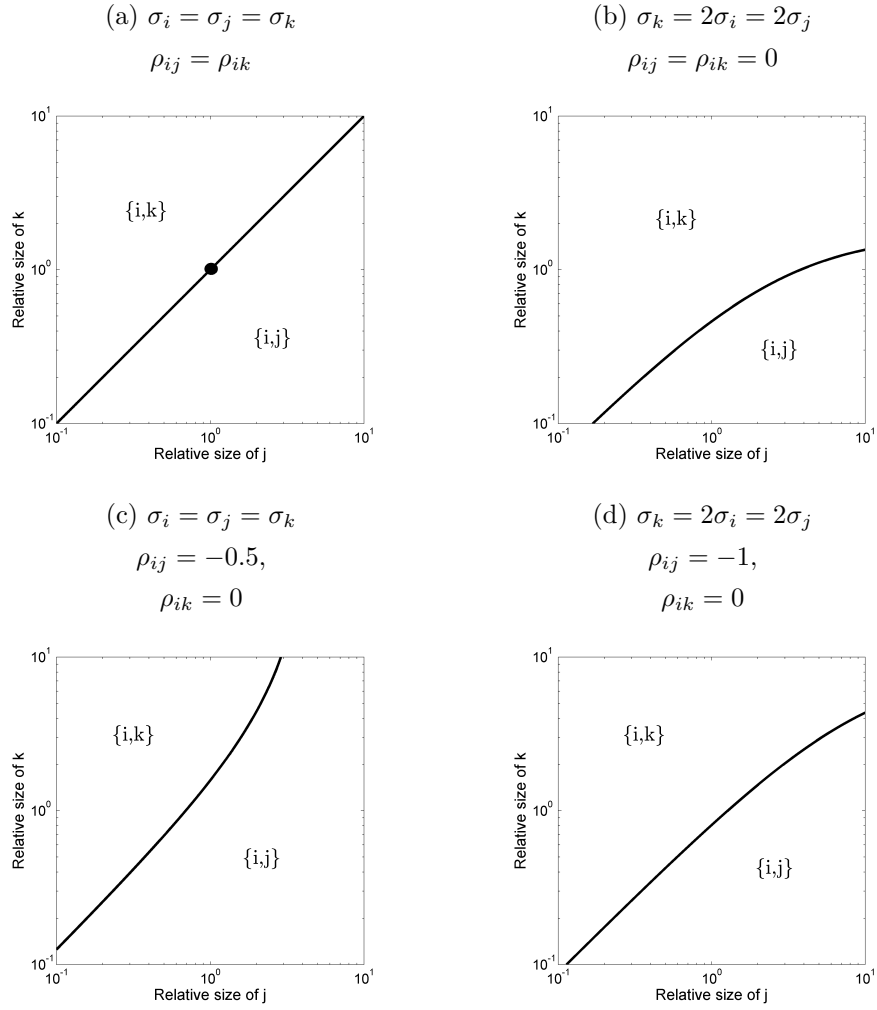 (a) σ_i = σ_j = σ_k
ρ_ij = ρ_ik
10^1
10^0
10^-1
Relative size of k
{i,k}
{i,j}
10^-1 10^0 10^1
Relative size of j
(b) σ_k = 2σ_i = 2σ_j
ρ_ij = ρ_ik = 0
10^1
10^0
10^-1
Relative size of k
{i,k}
{i,j}
10^-1 10^0 10^1
Relative size of j
(c) σ_i = σ_j = σ_k
ρ_ij = −0.5,
ρ_ik = 0
10^1
10^0
10^-1
Relative size of k
{i,k}
{i,j}
10^-1 10^0 10^1
Relative size of j
(d) σ_k = 2σ_i = 2σ_j
ρ_ij = −1,
ρ_ik = 0
10^1
10^0
10^-1
Relative size of k
{i,k}
{i,j}
10^-1 10^0 10^1
Relative size of j